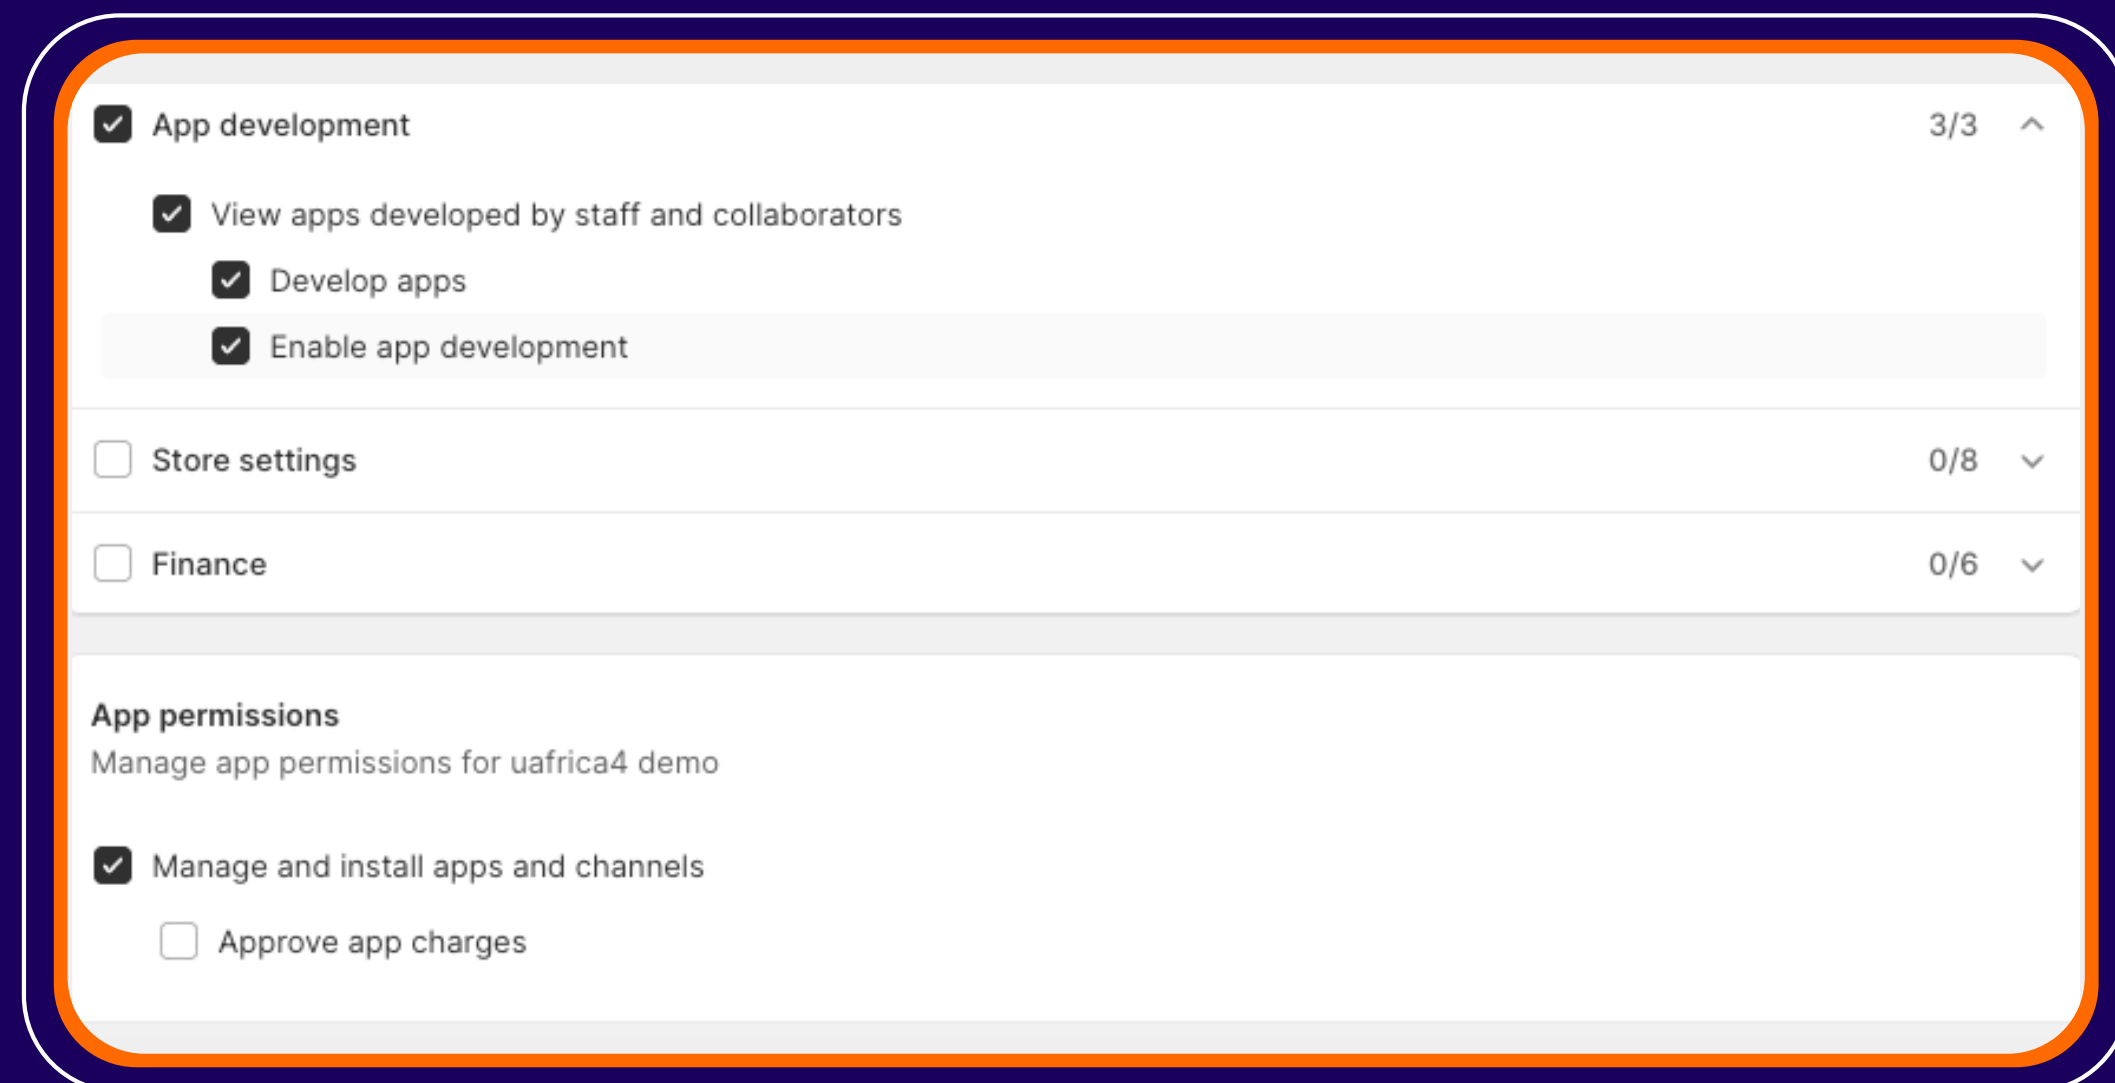 App development 3/3
View apps developed by staff and collaborators
Develop apps
Enable app development
Store settings 0/8
Finance 0/6
App permissions
Manage app permissions for uafrica4 demo
Manage and install apps and channels
Approve app charges